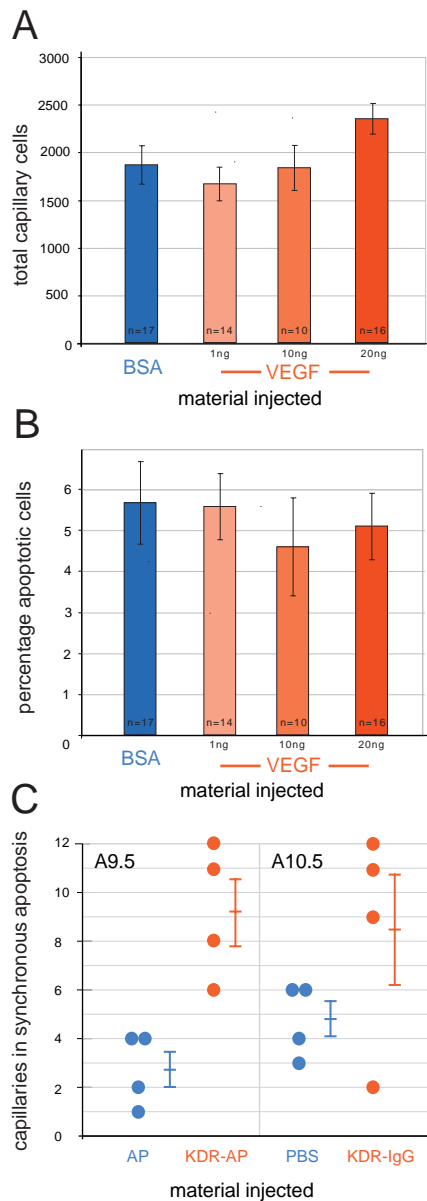 A
total capillary cells
3000
2500
2000
1500
1000
500
0
n=17 n=14 n=10 n=16
1ng 10ng 20ng
BSA VEGF
material injected
B
percentage apoptotic cells
6
5
4
3
2
1
0
n=17 n=14 n=10 n=16
1ng 10ng 20ng
BSA VEGF
material injected
C
capillaries in synchronous apoptosis
12
A9.5 A10.5
10
8
6
4
2
0
AP KDR-AP PBS KDR-IgG
material injected